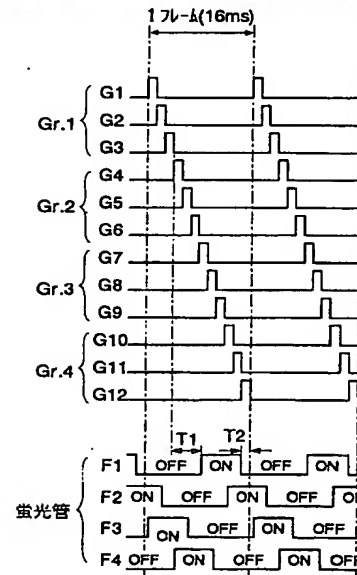 1 フレーム(16ms)
G1
G2
Gr.1
G3
G4
Gr.2
G5
G6
G7
Gr.3
G8
G9
G10
Gr.4
G11
G12
T1
T2
F1 OFF ON OFF ON
F2 ON OFF ON OFF ON
蛍光管
F3 ON OFF ON OFF
F4 OFF ON OFF ON OFF